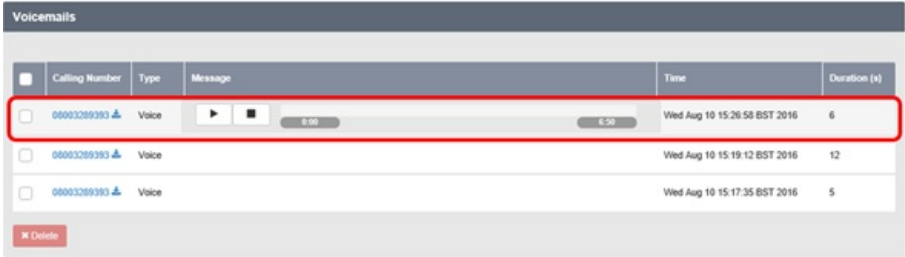 Voicemails
Calling Number Type Message Time Duration (s)
08003289393 Voice 0:00 6:50 Wed Aug 10 15:26:58 BST 2016 6
08003289393 Voice Wed Aug 10 15:19:12 BST 2016 12
08003289393 Voice Wed Aug 10 15:17:35 BST 2016 5
Delete